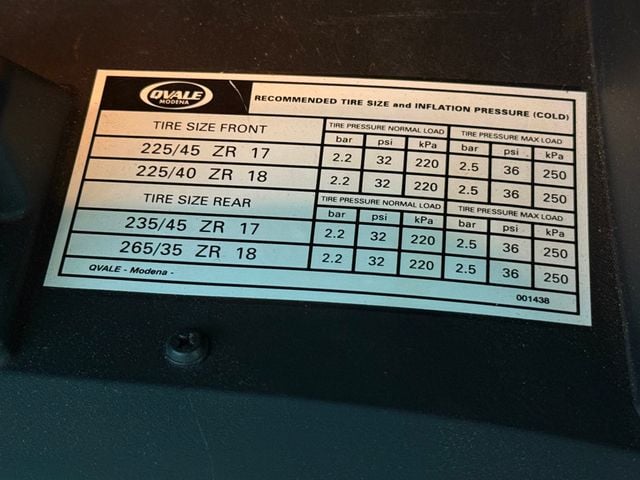 QVALE
MODENA
RECOMMENDED TIRE SIZE and INFLATION PRESSURE (COLD)
TIRE SIZE FRONT TIRE PRESSURE NORMAL LOAD TIRE PRESSURE MAX LOAD
bar psi kPa bar psi kPa
225/45 ZR 17 2.2 32 220 2.5 36 250
225/40 ZR 18 2.2 32 220 2.5 36 250
TIRE SIZE REAR TIRE PRESSURE NORMAL LOAD TIRE PRESSURE MAX LOAD
bar psi kPa bar psi kPa
235/45 ZR 17 2.2 32 220 2.5 36 250
265/35 ZR 18 2.2 32 220 2.5 36 250
QVALE - Modena -
001438